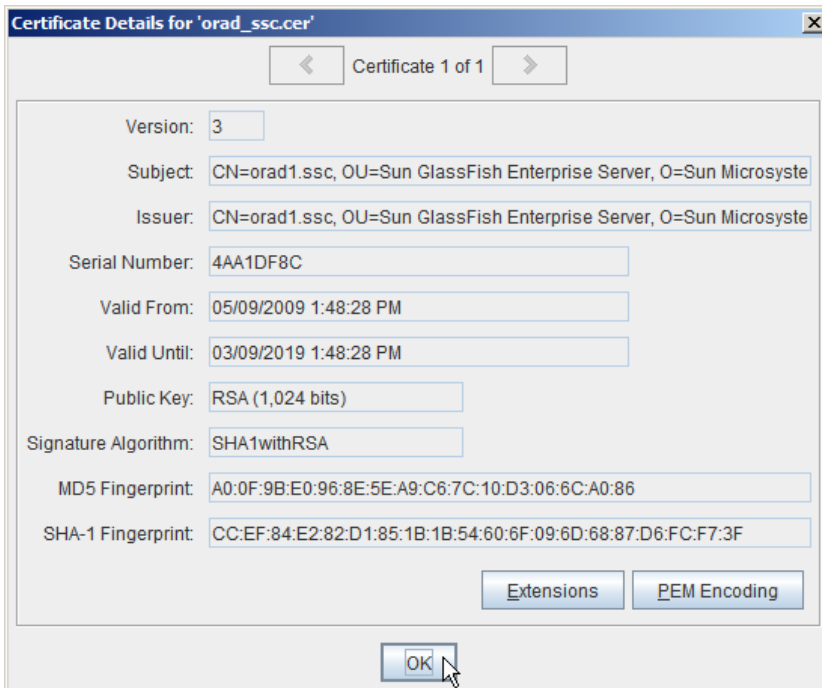 Certificate Details for 'orad_ssc.cer'
Certificate 1 of 1
Version: 3
Subject: CN=orad1.ssc, OU=Sun GlassFish Enterprise Server, O=Sun Microsyste
Issuer: CN=orad1.ssc, OU=Sun GlassFish Enterprise Server, O=Sun Microsyste
Serial Number: 4AA1DF8C
Valid From: 05/09/2009 1:48:28 PM
Valid Until: 03/09/2019 1:48:28 PM
Public Key: RSA (1,024 bits)
Signature Algorithm: SHA1withRSA
MD5 Fingerprint: A0:0F:9B:E0:96:8E:5E:A9:C6:7C:10:D3:06:6C:A0:86
SHA-1 Fingerprint: CC:EF:84:E2:82:D1:85:1B:1B:54:60:6F:09:6D:68:87:D6:FC:F7:3F
Extensions PEM Encoding
OK